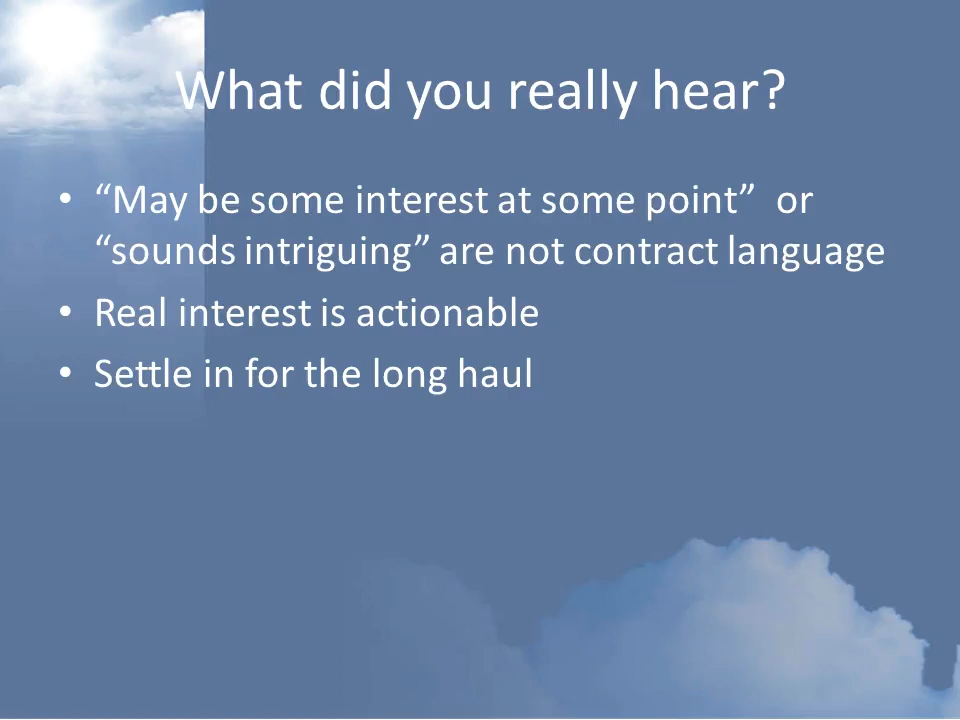 What did you really hear?
• “May be some interest at some point”  or
“sounds intriguing” are not contract language
• Real interest is actionable
• Settle in for the long haul